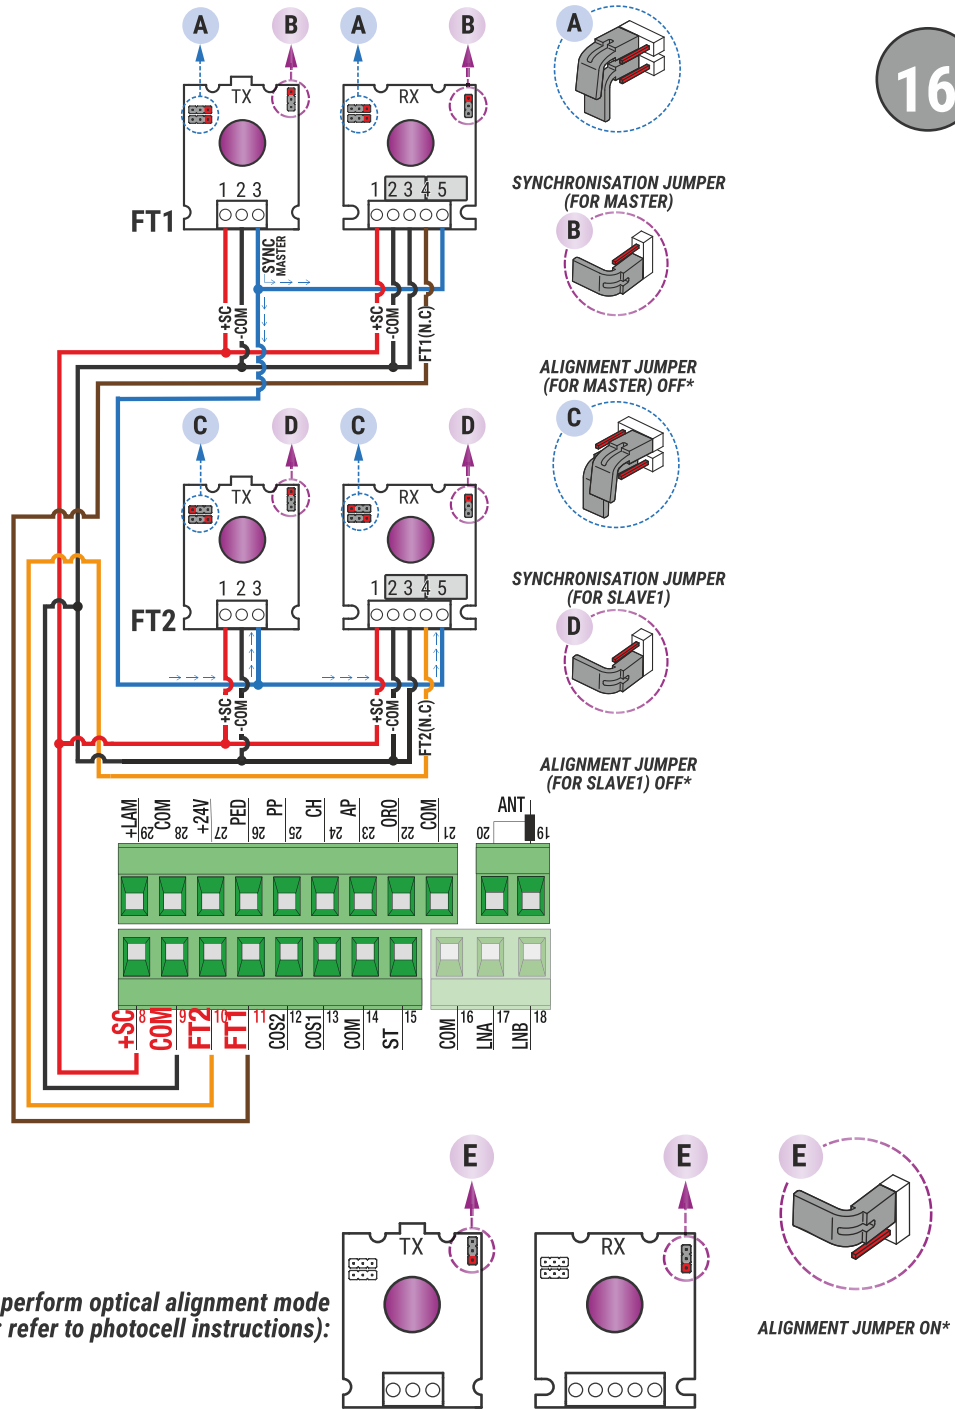 A B A B A
16
TX RX
1 2 3 1 2 3 4 5
FT1
SYNCHRONISATION JUMPER
(FOR MASTER)
B
SYNC
MASTER
+SC -COM +SC -COM FT1(N.C)
ALIGNMENT JUMPER
(FOR MASTER) OFF*
C D C D C
TX RX
1 2 3 1 2 3 4 5
FT2
SYNCHRONISATION JUMPER
(FOR SLAVE1)
D
+SC -COM +SC -COM FT2(N.C)
ALIGNMENT JUMPER
(FOR SLAVE1) OFF*
+LAM COM +24V PED PP CH AP ORO COM ANT
29 28 27 26 25 24 23 22 21 20 19
8 9 10 11 12 13 14 15 16 17 18
+SC COM FT2 FT1 COS2 COS1 COM ST COM LNA LNB
E E E
TX RX
perform optical alignment mode
refer to photocell instructions):
ALIGNMENT JUMPER ON*